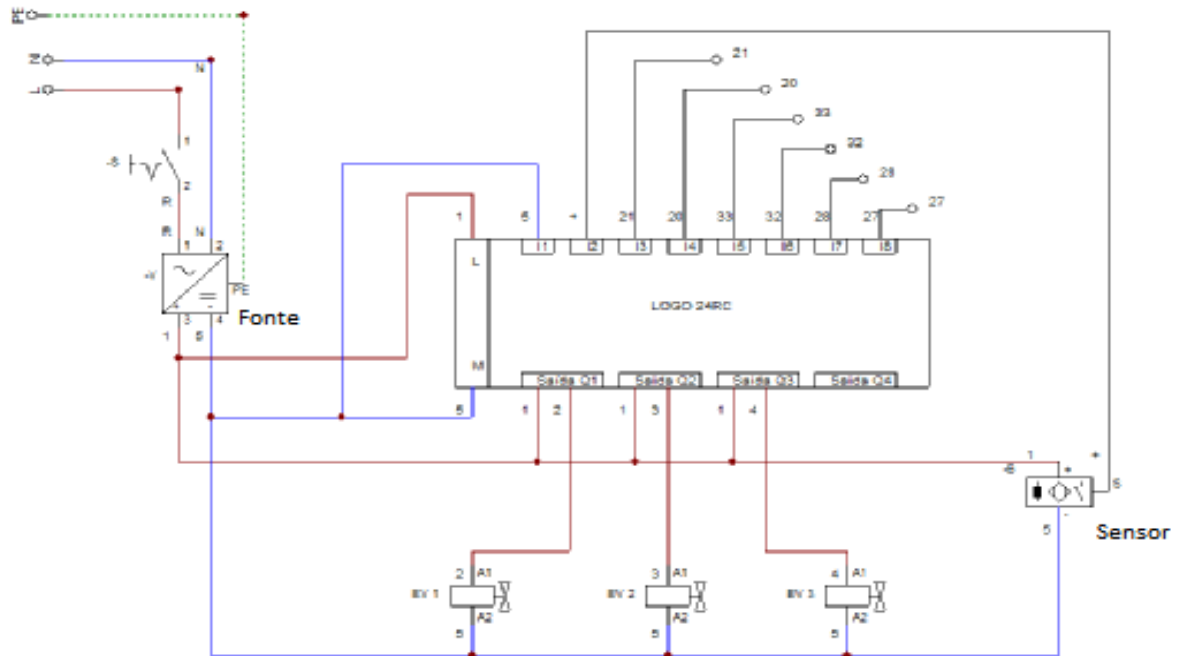 PE
N
N
L
21
20
33
32
28
27
1
-S
2
R
R
N
1
2
PE
Fonte
3
4
1
5
1
5
4
21
20
33
32
28
27
I1
I2
I3
I4
I5
I6
I7
I8
L
LOGO 24RC
M
Saída Q1
Saída Q2
Saída Q3
Saída Q4
5
1
2
1
3
1
4
1
+
S
-
5
Sensor
2
A1
3
A1
4
A1
EV 1
EV 2
EV 3
A2
A2
A2
5
5
5